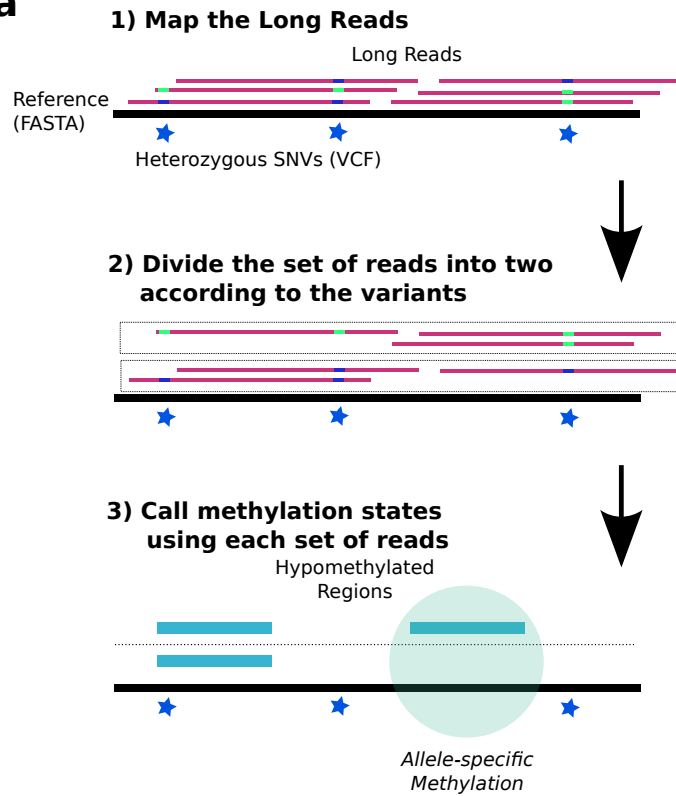 a
1) Map the Long Reads
Long Reads
Reference
(FASTA)
Heterozygous SNVs (VCF)
2) Divide the set of reads into two
according to the variants
3) Call methylation states
using each set of reads
Hypomethylated
Regions
Allele-specific
Methylation